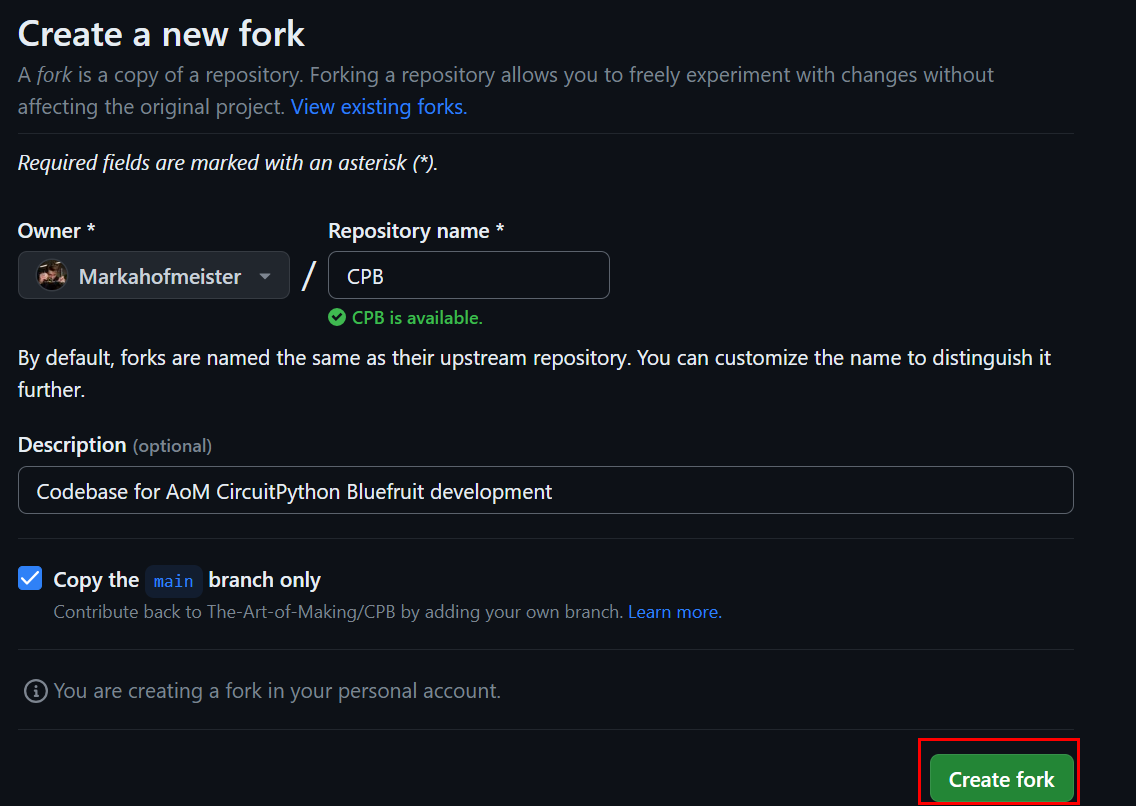 Create a new fork
A fork is a copy of a repository. Forking a repository allows you to freely experiment with changes without
affecting the original project. View existing forks.
Required fields are marked with an asterisk (*).
Owner * Repository name *
Markahofmeister / CPB
CPB is available.
By default, forks are named the same as their upstream repository. You can customize the name to distinguish it
further.
Description (optional)
Codebase for AoM CircuitPython Bluefruit development
Copy the main branch only
Contribute back to The-Art-of-Making/CPB by adding your own branch. Learn more.
You are creating a fork in your personal account.
Create fork